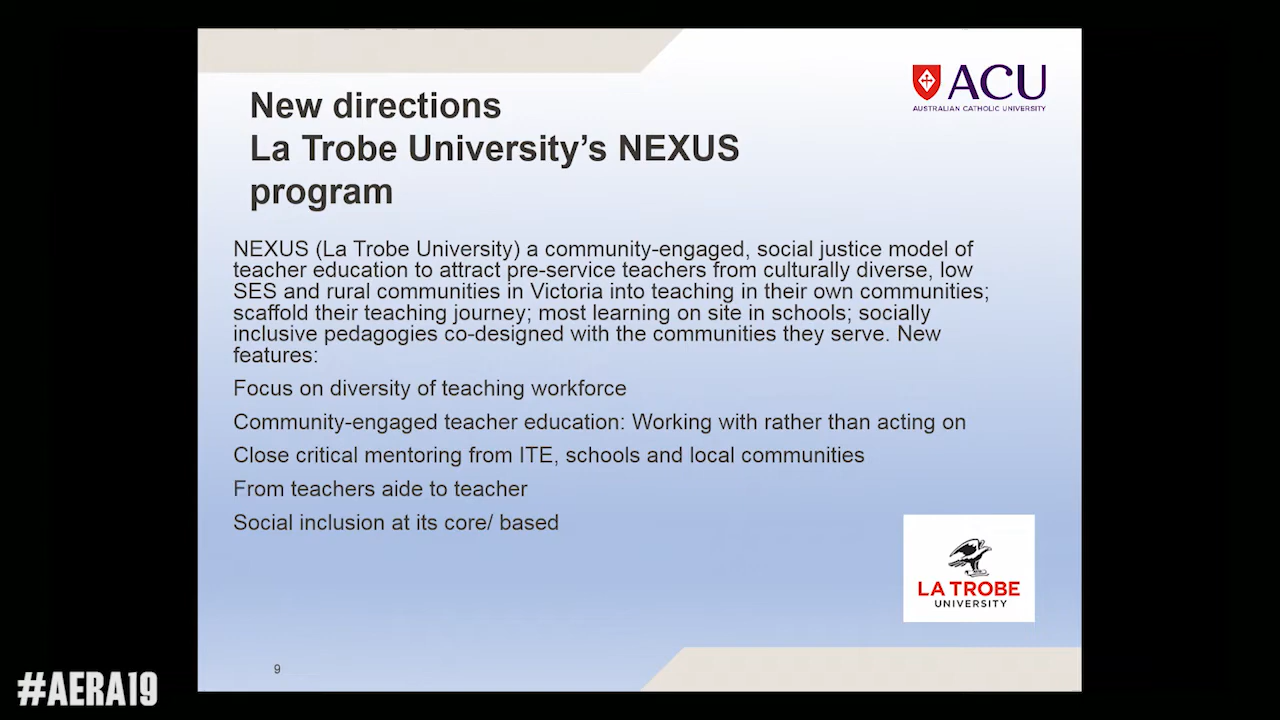 ACU
AUSTRALIAN CATHOLIC UNIVERSITY
New directions
La Trobe University’s NEXUS
program
NEXUS (La Trobe University) a community-engaged, social justice model of
teacher education to attract pre-service teachers from culturally diverse, low
SES and rural communities in Victoria into teaching in their own communities;
scaffold their teaching journey; most learning on site in schools; socially
inclusive pedagogies co-designed with the communities they serve. New
features:
Focus on diversity of teaching workforce
Community-engaged teacher education: Working with rather than acting on
Close critical mentoring from ITE, schools and local communities
From teachers aide to teacher
Social inclusion at its core/ based
LA TROBE
UNIVERSITY
9
#AERA19